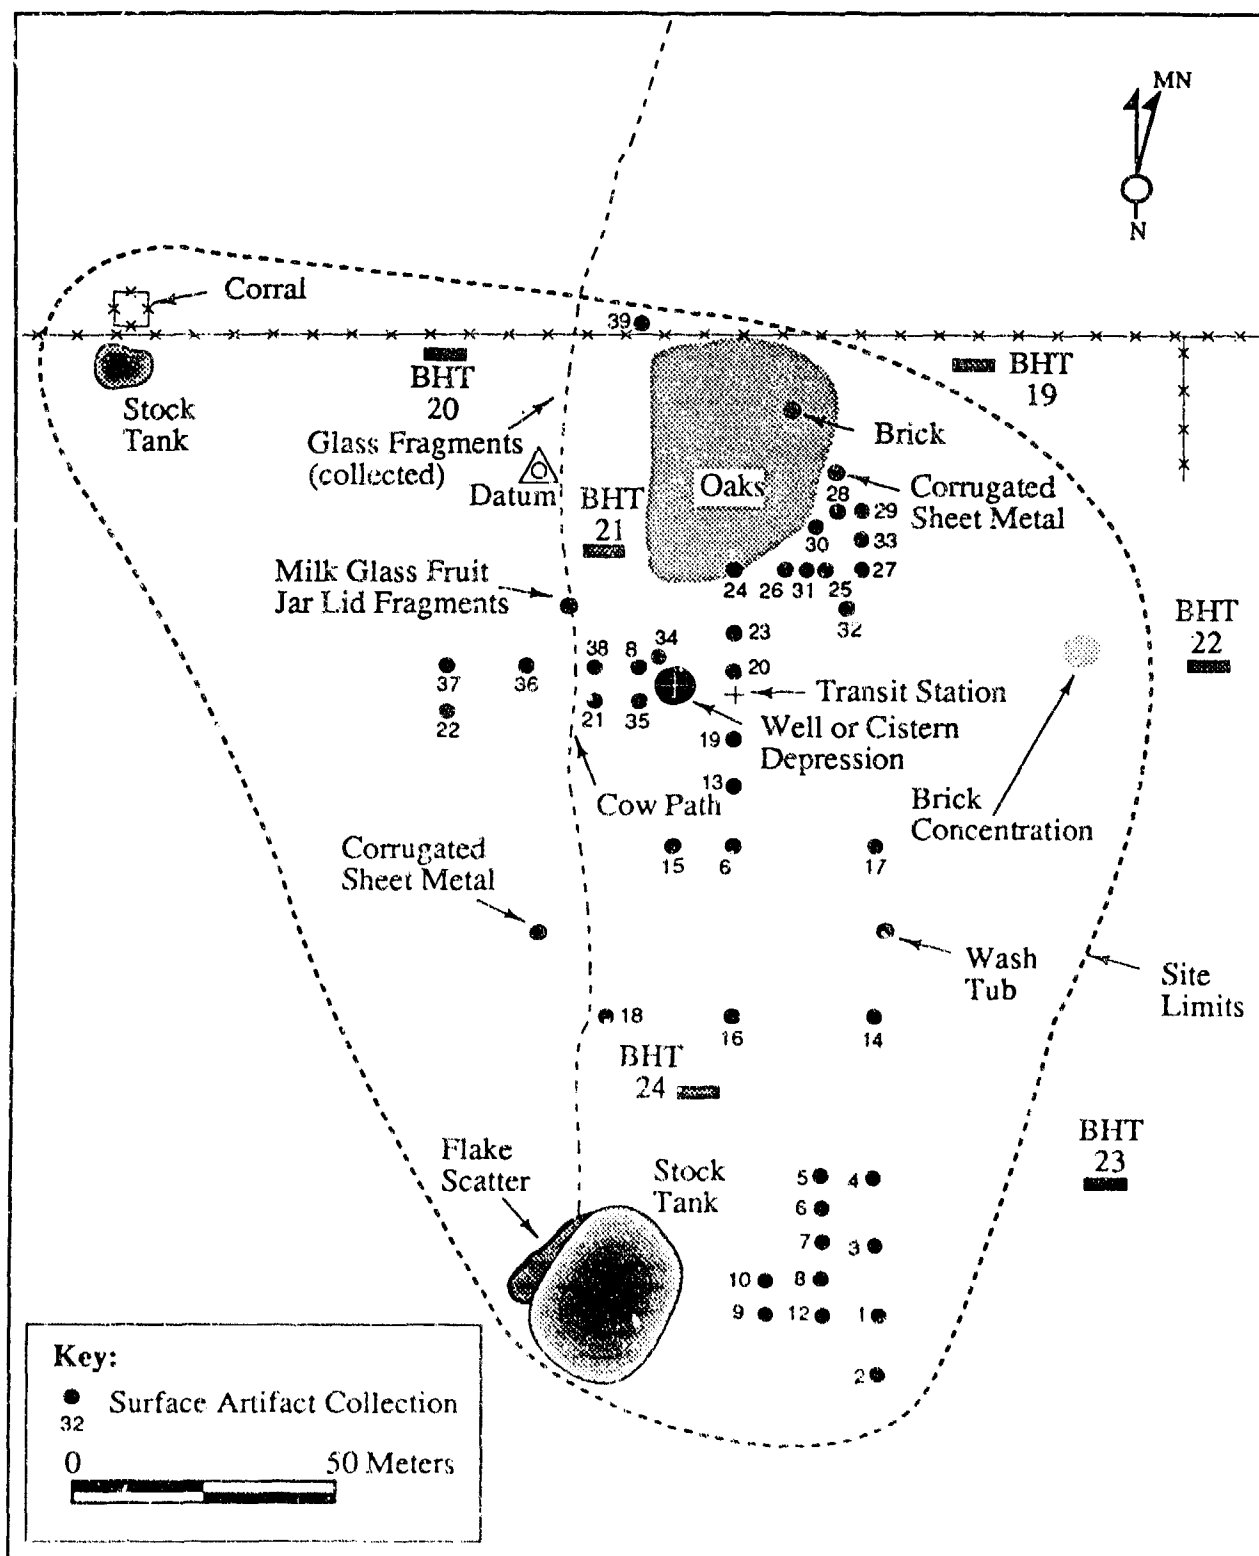 MN
N
Corral
39
Stock
Tank
BHT
20
BHT
19
Glass Fragments
(collected)
Brick
Datum
Oaks
Corrugated
Sheet Metal
BHT
21
28
29
30
33
24
26
31
25
27
Milk Glass Fruit
Jar Lid Fragments
32
BHT
22
23
34
38
8
20
37
36
Transit Station
22
21
35
Well or Cistern
Depression
19
13
Cow Path
Brick
Concentration
15
6
17
Corrugated
Sheet Metal
Wash
Tub
Site
Limits
18
16
14
BHT
24
BHT
23
Flake
Scatter
Stock
Tank
5
4
6
7
3
10
8
9
12
1
2
Key:
32
Surface Artifact Collection
0
50 Meters